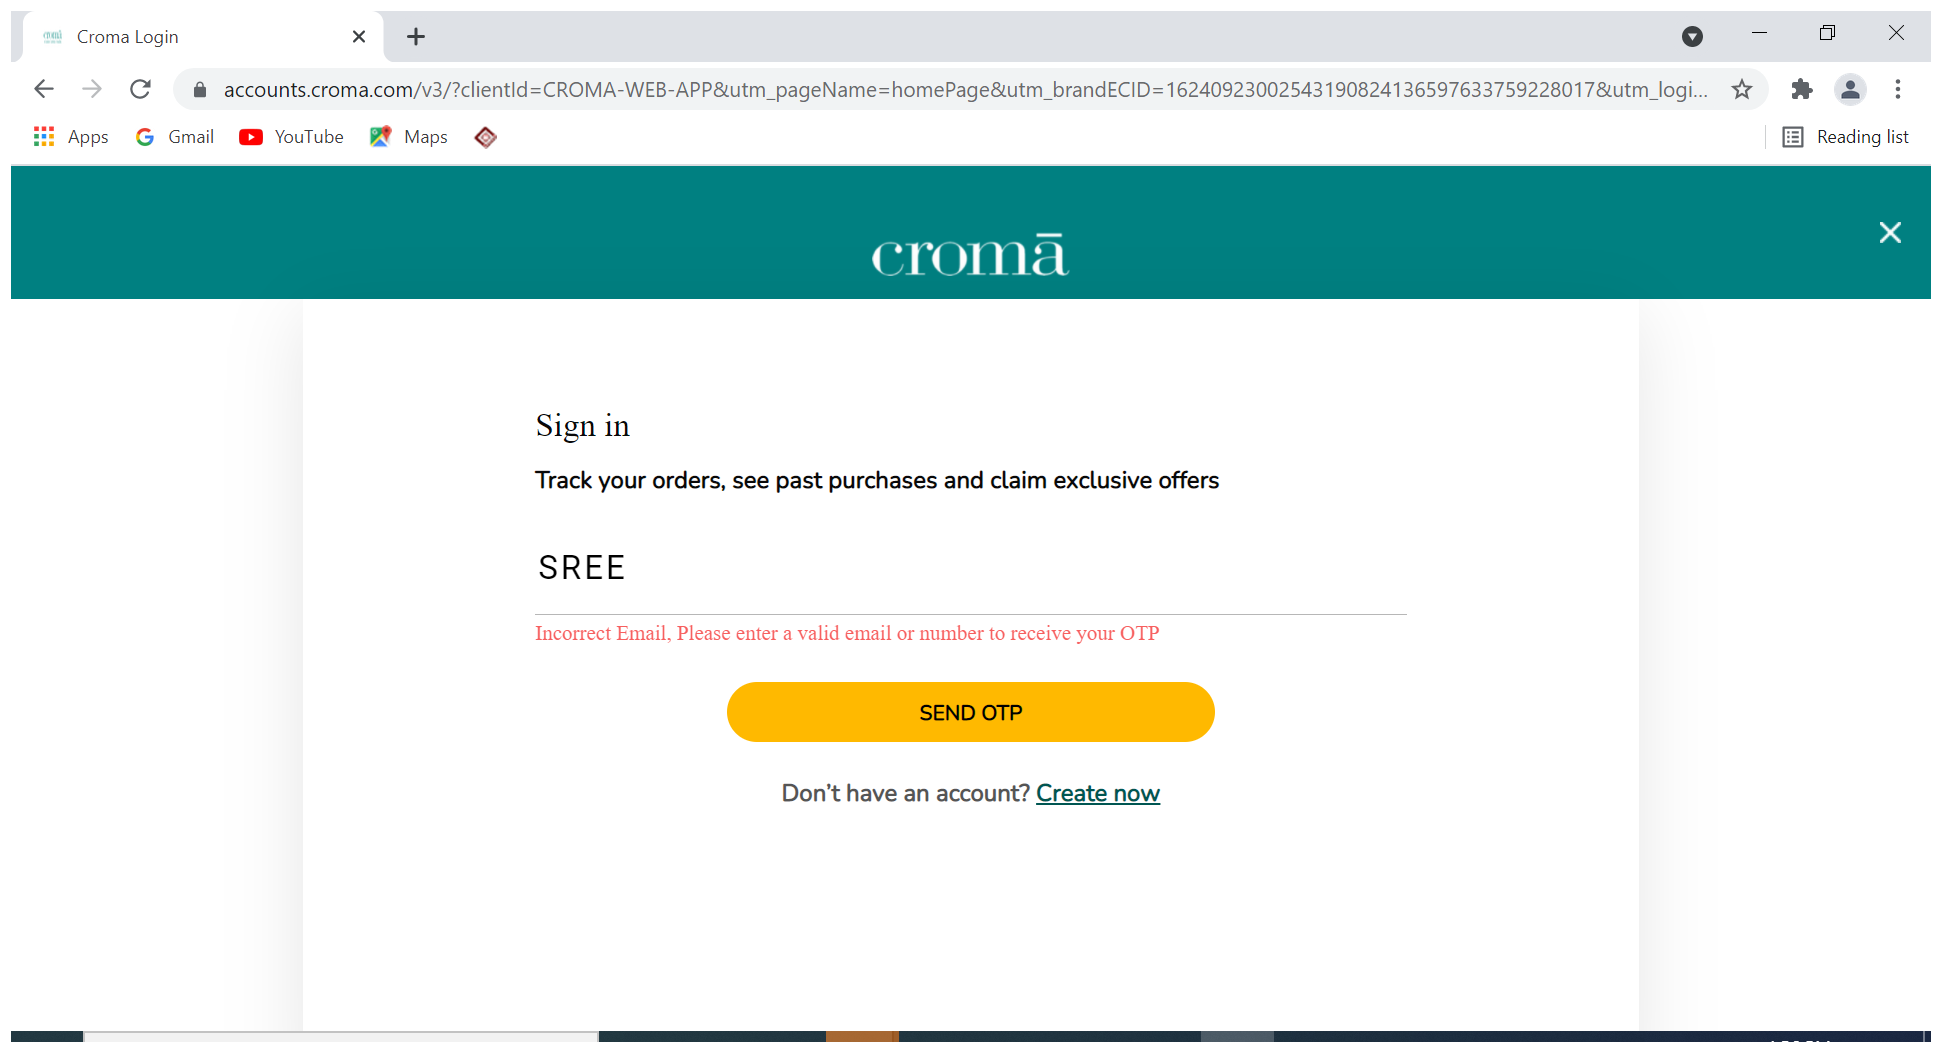 Croma Login
accounts.croma.com/v3/?clientId=CROMA-WEB-APP&utm_pageName=homePage&utm_brandECID=16240923002543190824136597633759228017&utm_logi...
Apps Gmail YouTube Maps Reading list
cromā
Sign in
Track your orders, see past purchases and claim exclusive offers
SREE
Incorrect Email, Please enter a valid email or number to receive your OTP
SEND OTP
Don't have an account? Create now